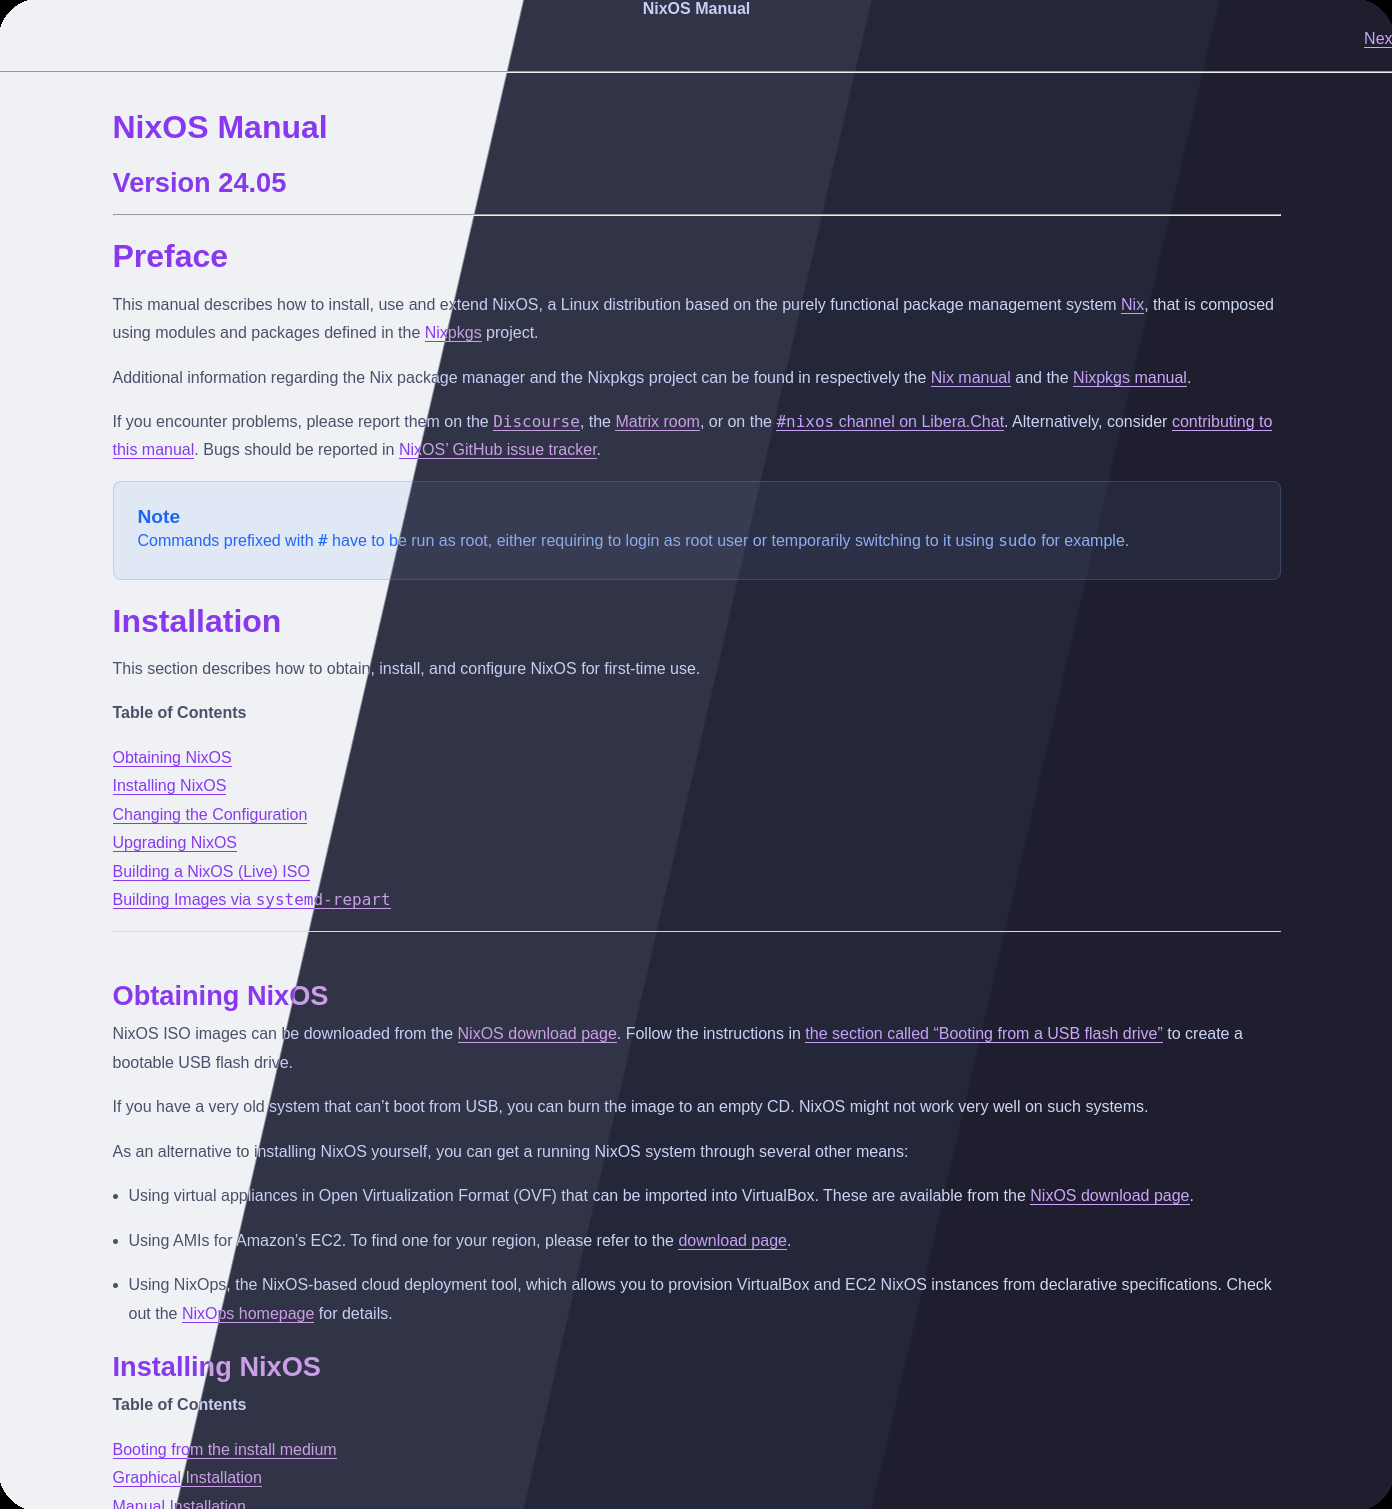 NixOS Manual
Nex
NixOS Manual
Version 24.05
Preface
This manual describes how to install, use and extend NixOS, a Linux distribution based on the purely functional package management system Nix, that is composed
using modules and packages defined in the Nixpkgs project.
Additional information regarding the Nix package manager and the Nixpkgs project can be found in respectively the Nix manual and the Nixpkgs manual.
If you encounter problems, please report them on the Discourse, the Matrix room, or on the #nixos channel on Libera.Chat. Alternatively, consider contributing to
this manual. Bugs should be reported in NixOS’ GitHub issue tracker.
Note
Commands prefixed with # have to be run as root, either requiring to login as root user or temporarily switching to it using sudo for example.
Installation
This section describes how to obtain, install, and configure NixOS for first-time use.
Table of Contents
Obtaining NixOS
Installing NixOS
Changing the Configuration
Upgrading NixOS
Building a NixOS (Live) ISO
Building Images via systemd-repart
Obtaining NixOS
NixOS ISO images can be downloaded from the NixOS download page. Follow the instructions in the section called “Booting from a USB flash drive” to create a
bootable USB flash drive.
If you have a very old system that can’t boot from USB, you can burn the image to an empty CD. NixOS might not work very well on such systems.
As an alternative to installing NixOS yourself, you can get a running NixOS system through several other means:
• Using virtual appliances in Open Virtualization Format (OVF) that can be imported into VirtualBox. These are available from the NixOS download page.
• Using AMIs for Amazon’s EC2. To find one for your region, please refer to the download page.
• Using NixOps, the NixOS-based cloud deployment tool, which allows you to provision VirtualBox and EC2 NixOS instances from declarative specifications. Check
out the NixOps homepage for details.
Installing NixOS
Table of Contents
Booting from the install medium
Graphical Installation
Manual Installation